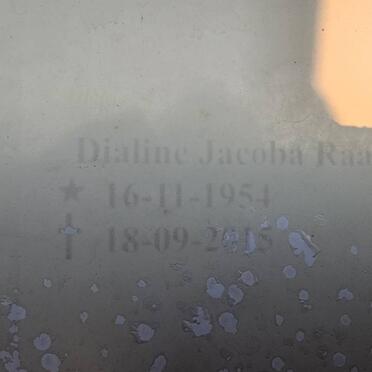 Dialine Jacoba Raa
★ 16-11-1954
✝ 18-09-2015